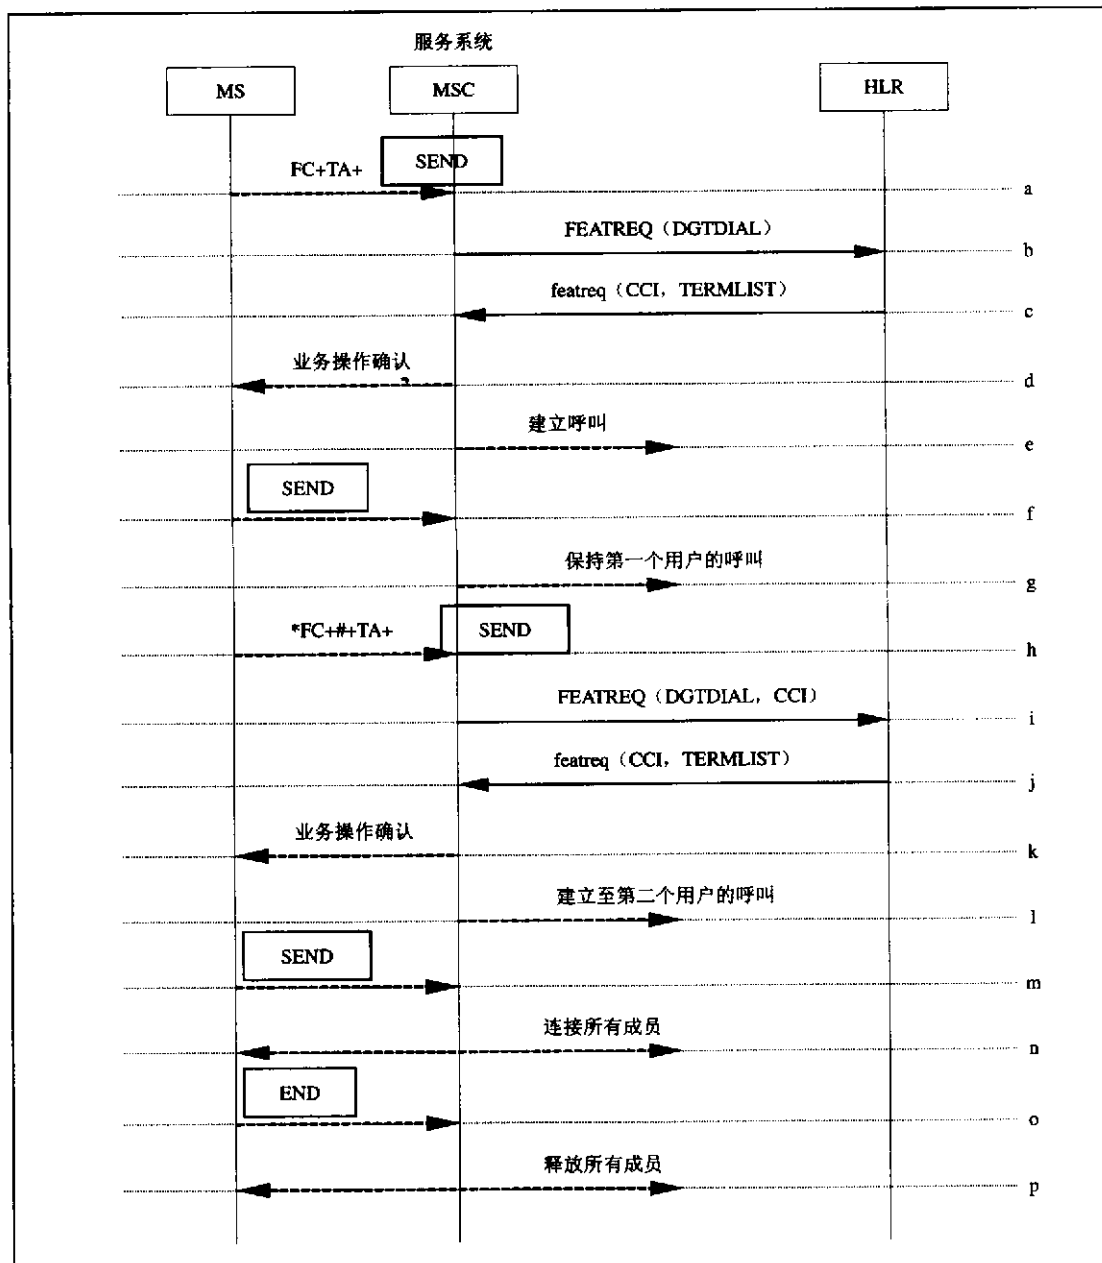 服务系统
MS MSC HLR
FC+TA+ SEND
a
FEATREQ（DGTDIAL）
b
featreq（CCI，TERMLIST）
c
业务操作确认
d
建立呼叫
e
SEND
f
保持第一个用户的呼叫
g
*FC+#+TA+ SEND
h
FEATREQ（DGTDIAL，CCI）
i
featreq（CCI，TERMLIST）
j
业务操作确认
k
建立至第二个用户的呼叫
l
SEND
m
连接所有成员
n
END
o
释放所有成员
p